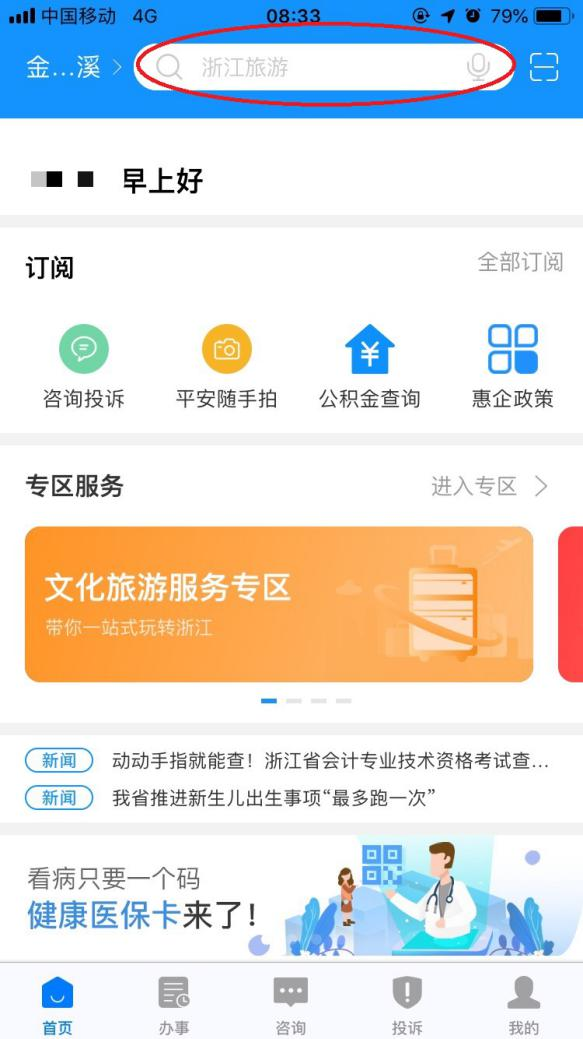 中国移动 4G 08:33 79%
金...溪 浙江旅游
早上好
订阅 全部订阅
咨询投诉 平安随手拍 公积金查询 惠企政策
专区服务 进入专区
文化旅游服务专区
带你一站式玩转浙江
新闻 动动手指就能查！浙江省会计专业技术资格考试查...
新闻 我省推进新生儿出生事项“最多跑一次”
看病只要一个码
健康医保卡来了！
首页 办事 咨询 投诉 我的